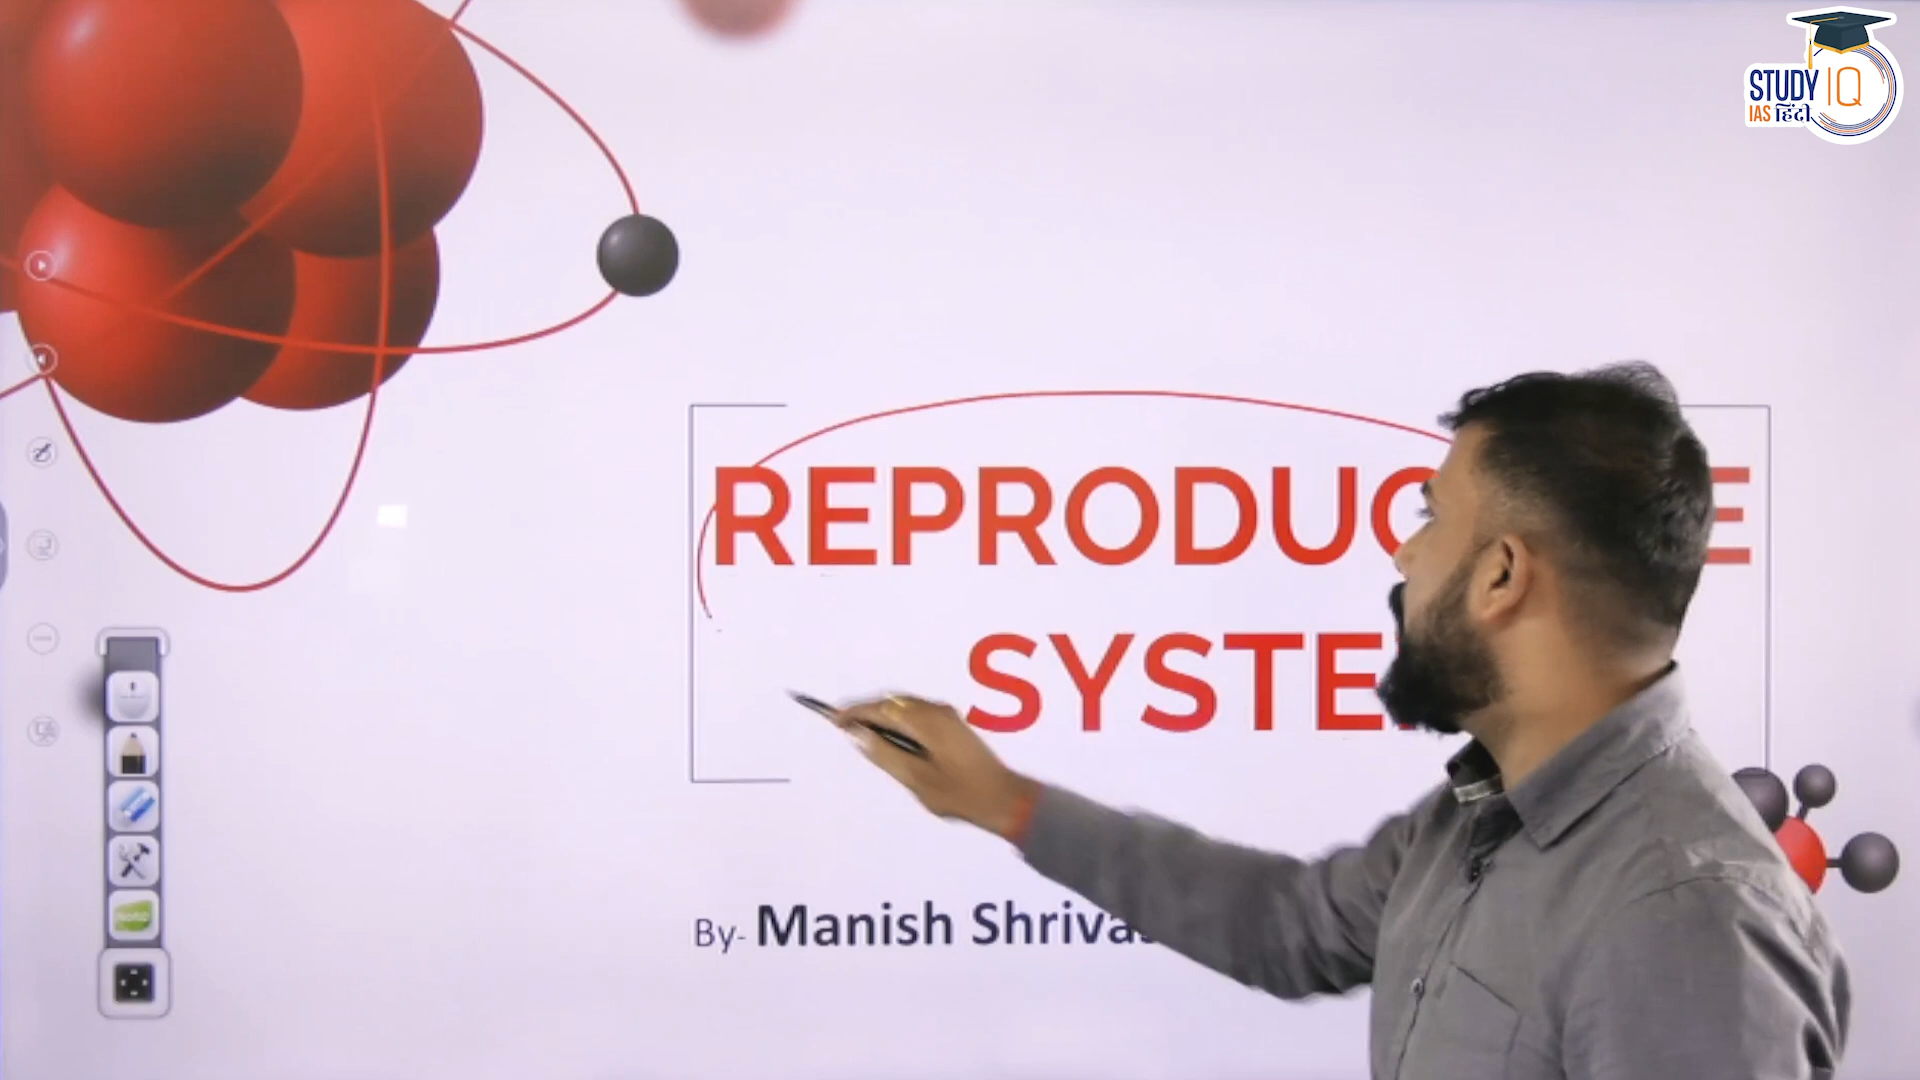 STUDY IQ
IAS हिंदी
REPRODUC E
SYSTE
By- Manish Shriva